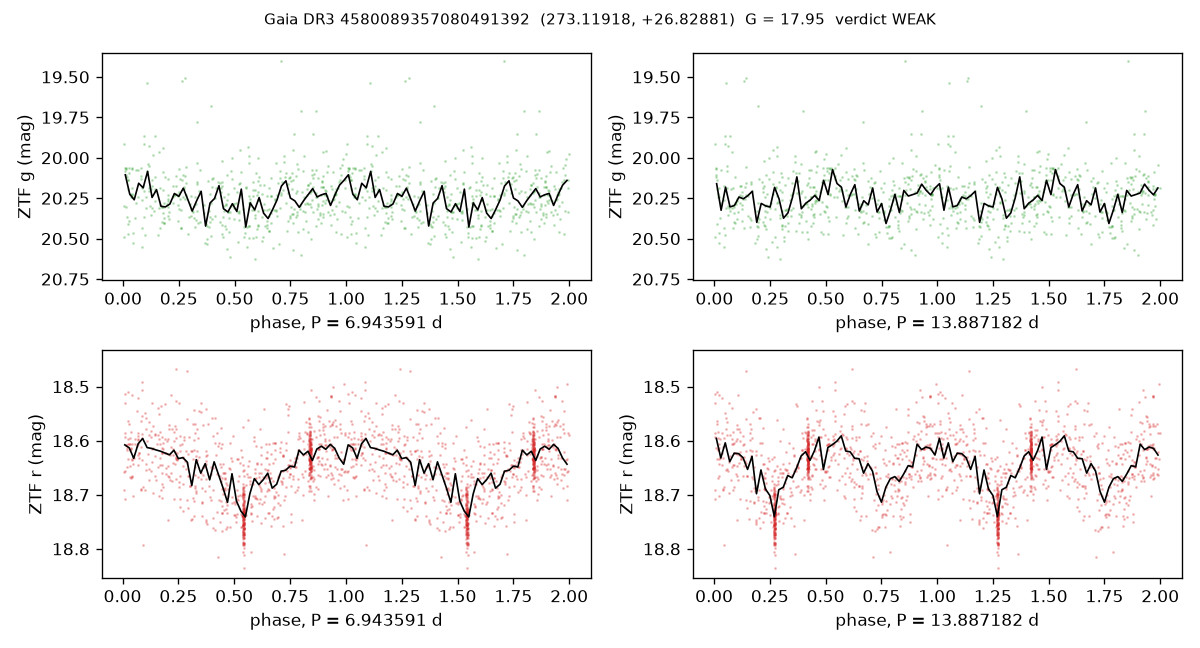 Gaia DR3 4580089357080491392  (273.11918, +26.82881)  G = 17.95  verdict WEAK
ZTF g (mag)
19.50
19.75
20.00
20.25
20.50
20.75
0.00 0.25 0.50 0.75 1.00 1.25 1.50 1.75 2.00
phase, P = 6.943591 d
ZTF g (mag)
19.50
19.75
20.00
20.25
20.50
20.75
0.00 0.25 0.50 0.75 1.00 1.25 1.50 1.75 2.00
phase, P = 13.887182 d
ZTF r (mag)
18.5
18.6
18.7
18.8
0.00 0.25 0.50 0.75 1.00 1.25 1.50 1.75 2.00
phase, P = 6.943591 d
ZTF r (mag)
18.5
18.6
18.7
18.8
0.00 0.25 0.50 0.75 1.00 1.25 1.50 1.75 2.00
phase, P = 13.887182 d